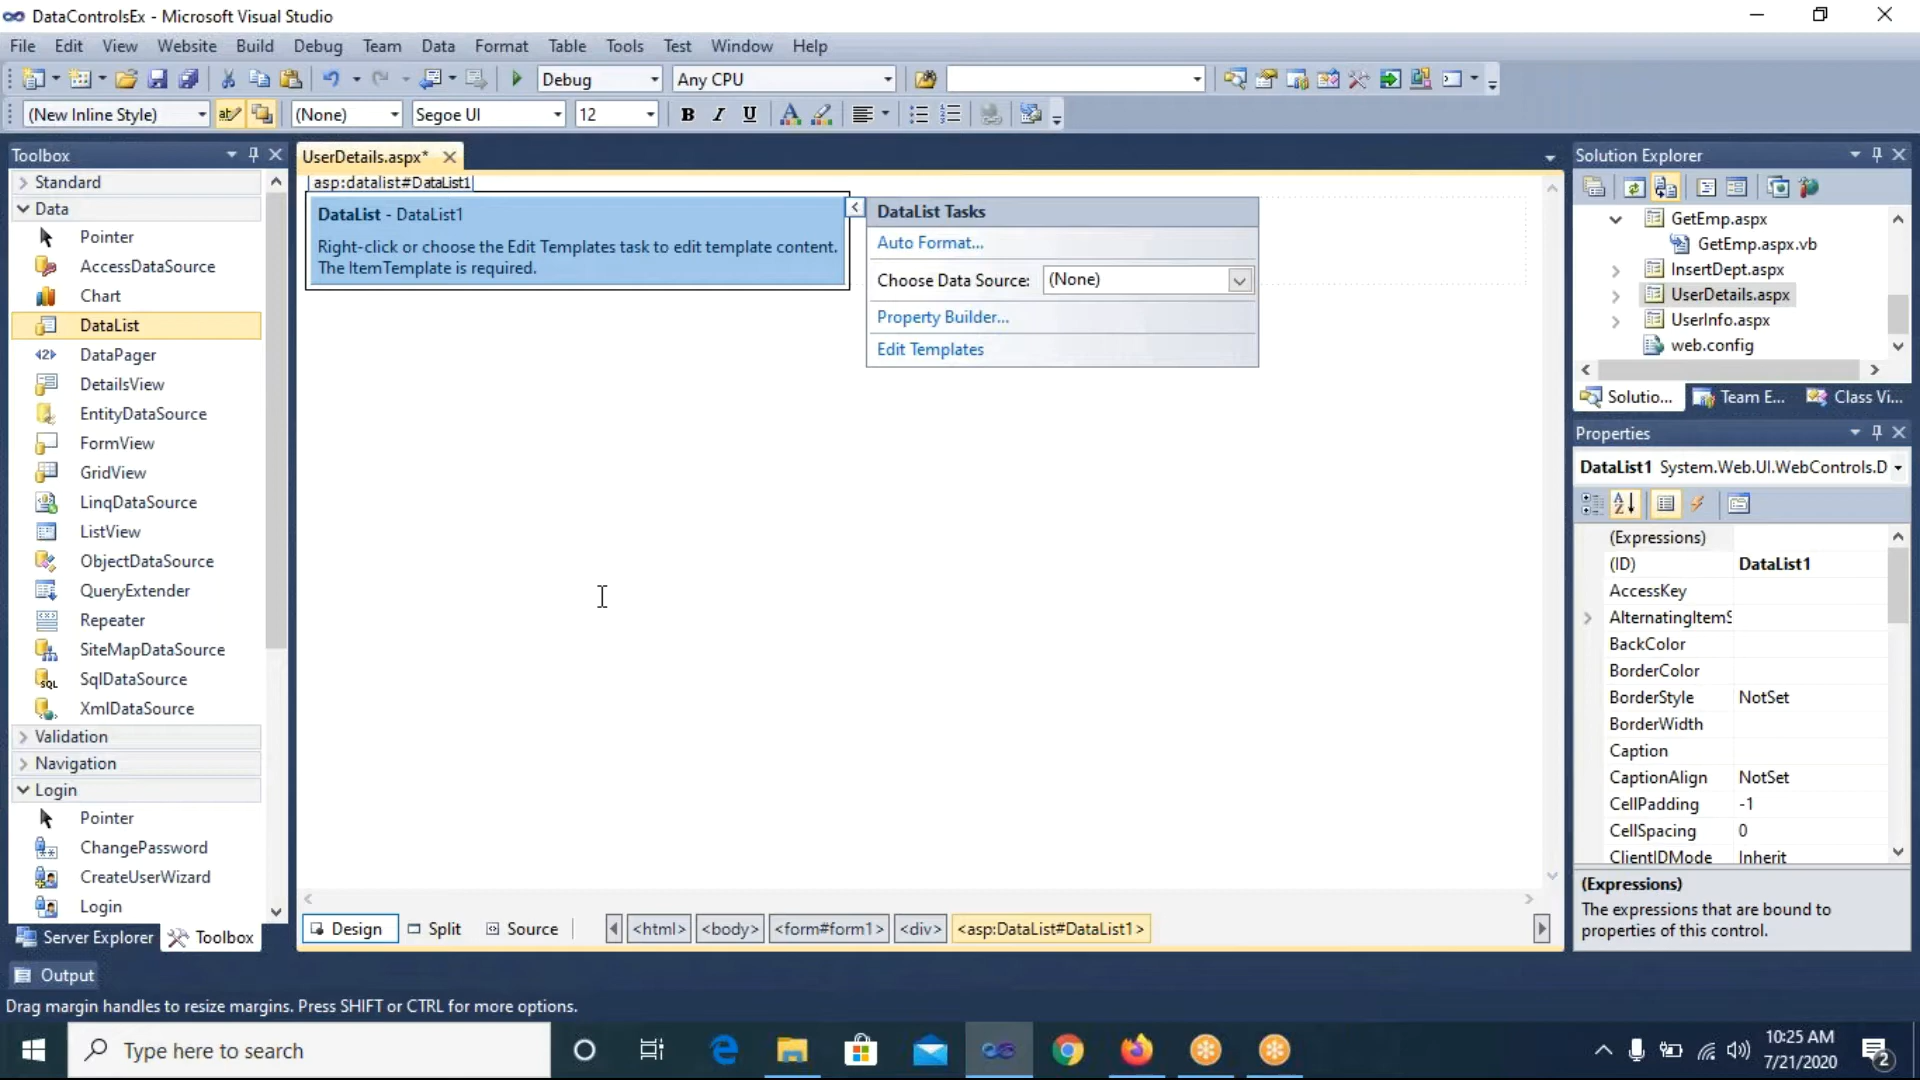 DataControlsEx - Microsoft Visual Studio
File Edit View Website Build Debug Team Data Format Table Tools Test Window Help
Debug Any CPU
(New Inline Style) (None) Segoe UI 12 B I U A
Toolbox
Standard
Data
Pointer
AccessDataSource
Chart
DataList
DataPager
DetailsView
EntityDataSource
FormView
GridView
LinqDataSource
ListView
ObjectDataSource
QueryExtender
Repeater
SiteMapDataSource
SqlDataSource
XmlDataSource
Validation
Navigation
Login
Pointer
ChangePassword
CreateUserWizard
Login
Server Explorer Toolbox
UserDetails.aspx*
asp:datalist#DataList1
DataList - DataList1
Right-click or choose the Edit Templates task to edit template content.
The ItemTemplate is required.
DataList Tasks
Auto Format...
Choose Data Source: (None)
Property Builder...
Edit Templates
Design Split Source <html> <body> <form#form1> <div> <asp:DataList#DataList1>
Solution Explorer
GetEmp.aspx
GetEmp.aspx.vb
InsertDept.aspx
UserDetails.aspx
UserInfo.aspx
web.config
Solutio... Team E... Class Vi...
Properties
DataList1 System.Web.UI.WebControls.D
(Expressions)
(ID) DataList1
AccessKey
AlternatingItemS
BackColor
BorderColor
BorderStyle NotSet
BorderWidth
Caption
CaptionAlign NotSet
CellPadding -1
CellSpacing 0
ClientIDMode Inherit
(Expressions)
The expressions that are bound to
properties of this control.
Output
Drag margin handles to resize margins. Press SHIFT or CTRL for more options.
Type here to search
10:25 AM
7/21/2020
2